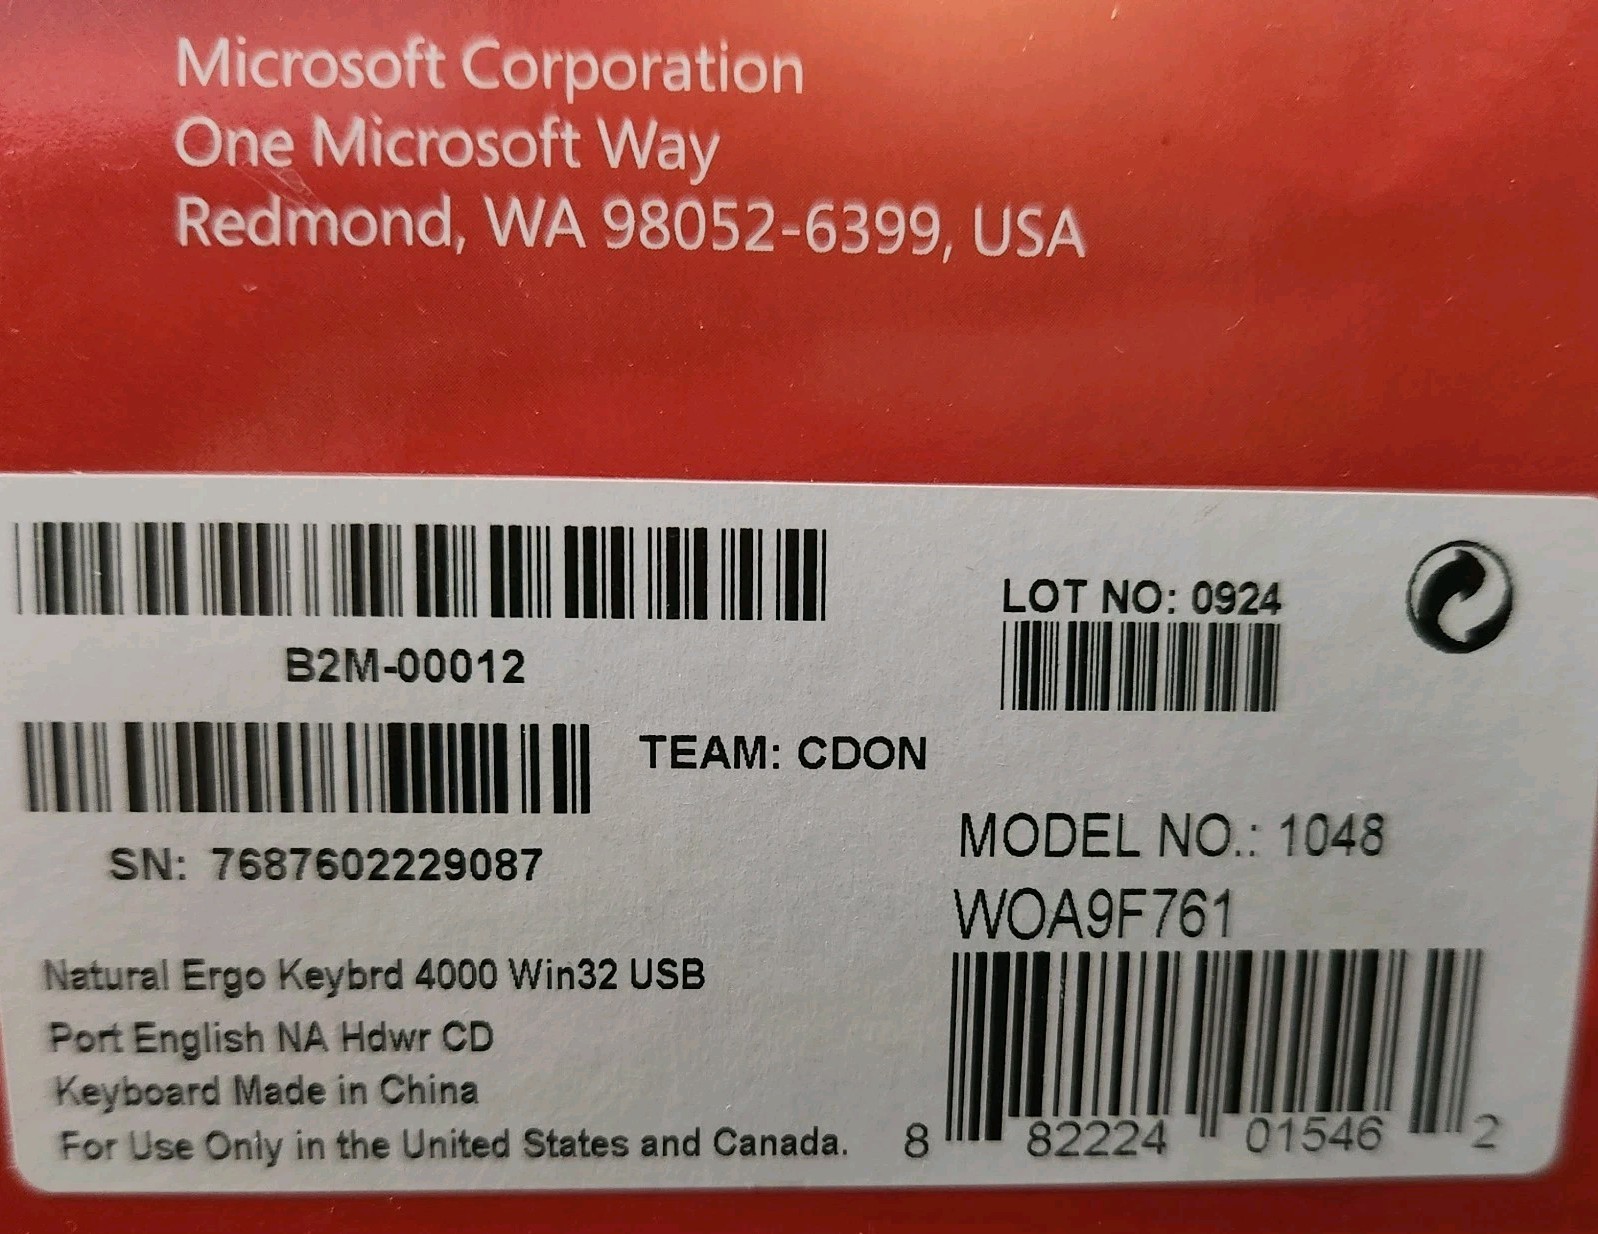 Microsoft Corporation
One Microsoft Way
Redmond, WA 98052-6399, USA
B2M-00012
LOT NO: 0924
TEAM: CDON
SN: 7687602229087
MODEL NO.: 1048
WOA9F761
Natural Ergo Keybrd 4000 Win32 USB
Port English NA Hdwr CD
Keyboard Made in China
For Use Only in the United States and Canada.
8 82224 01546 2